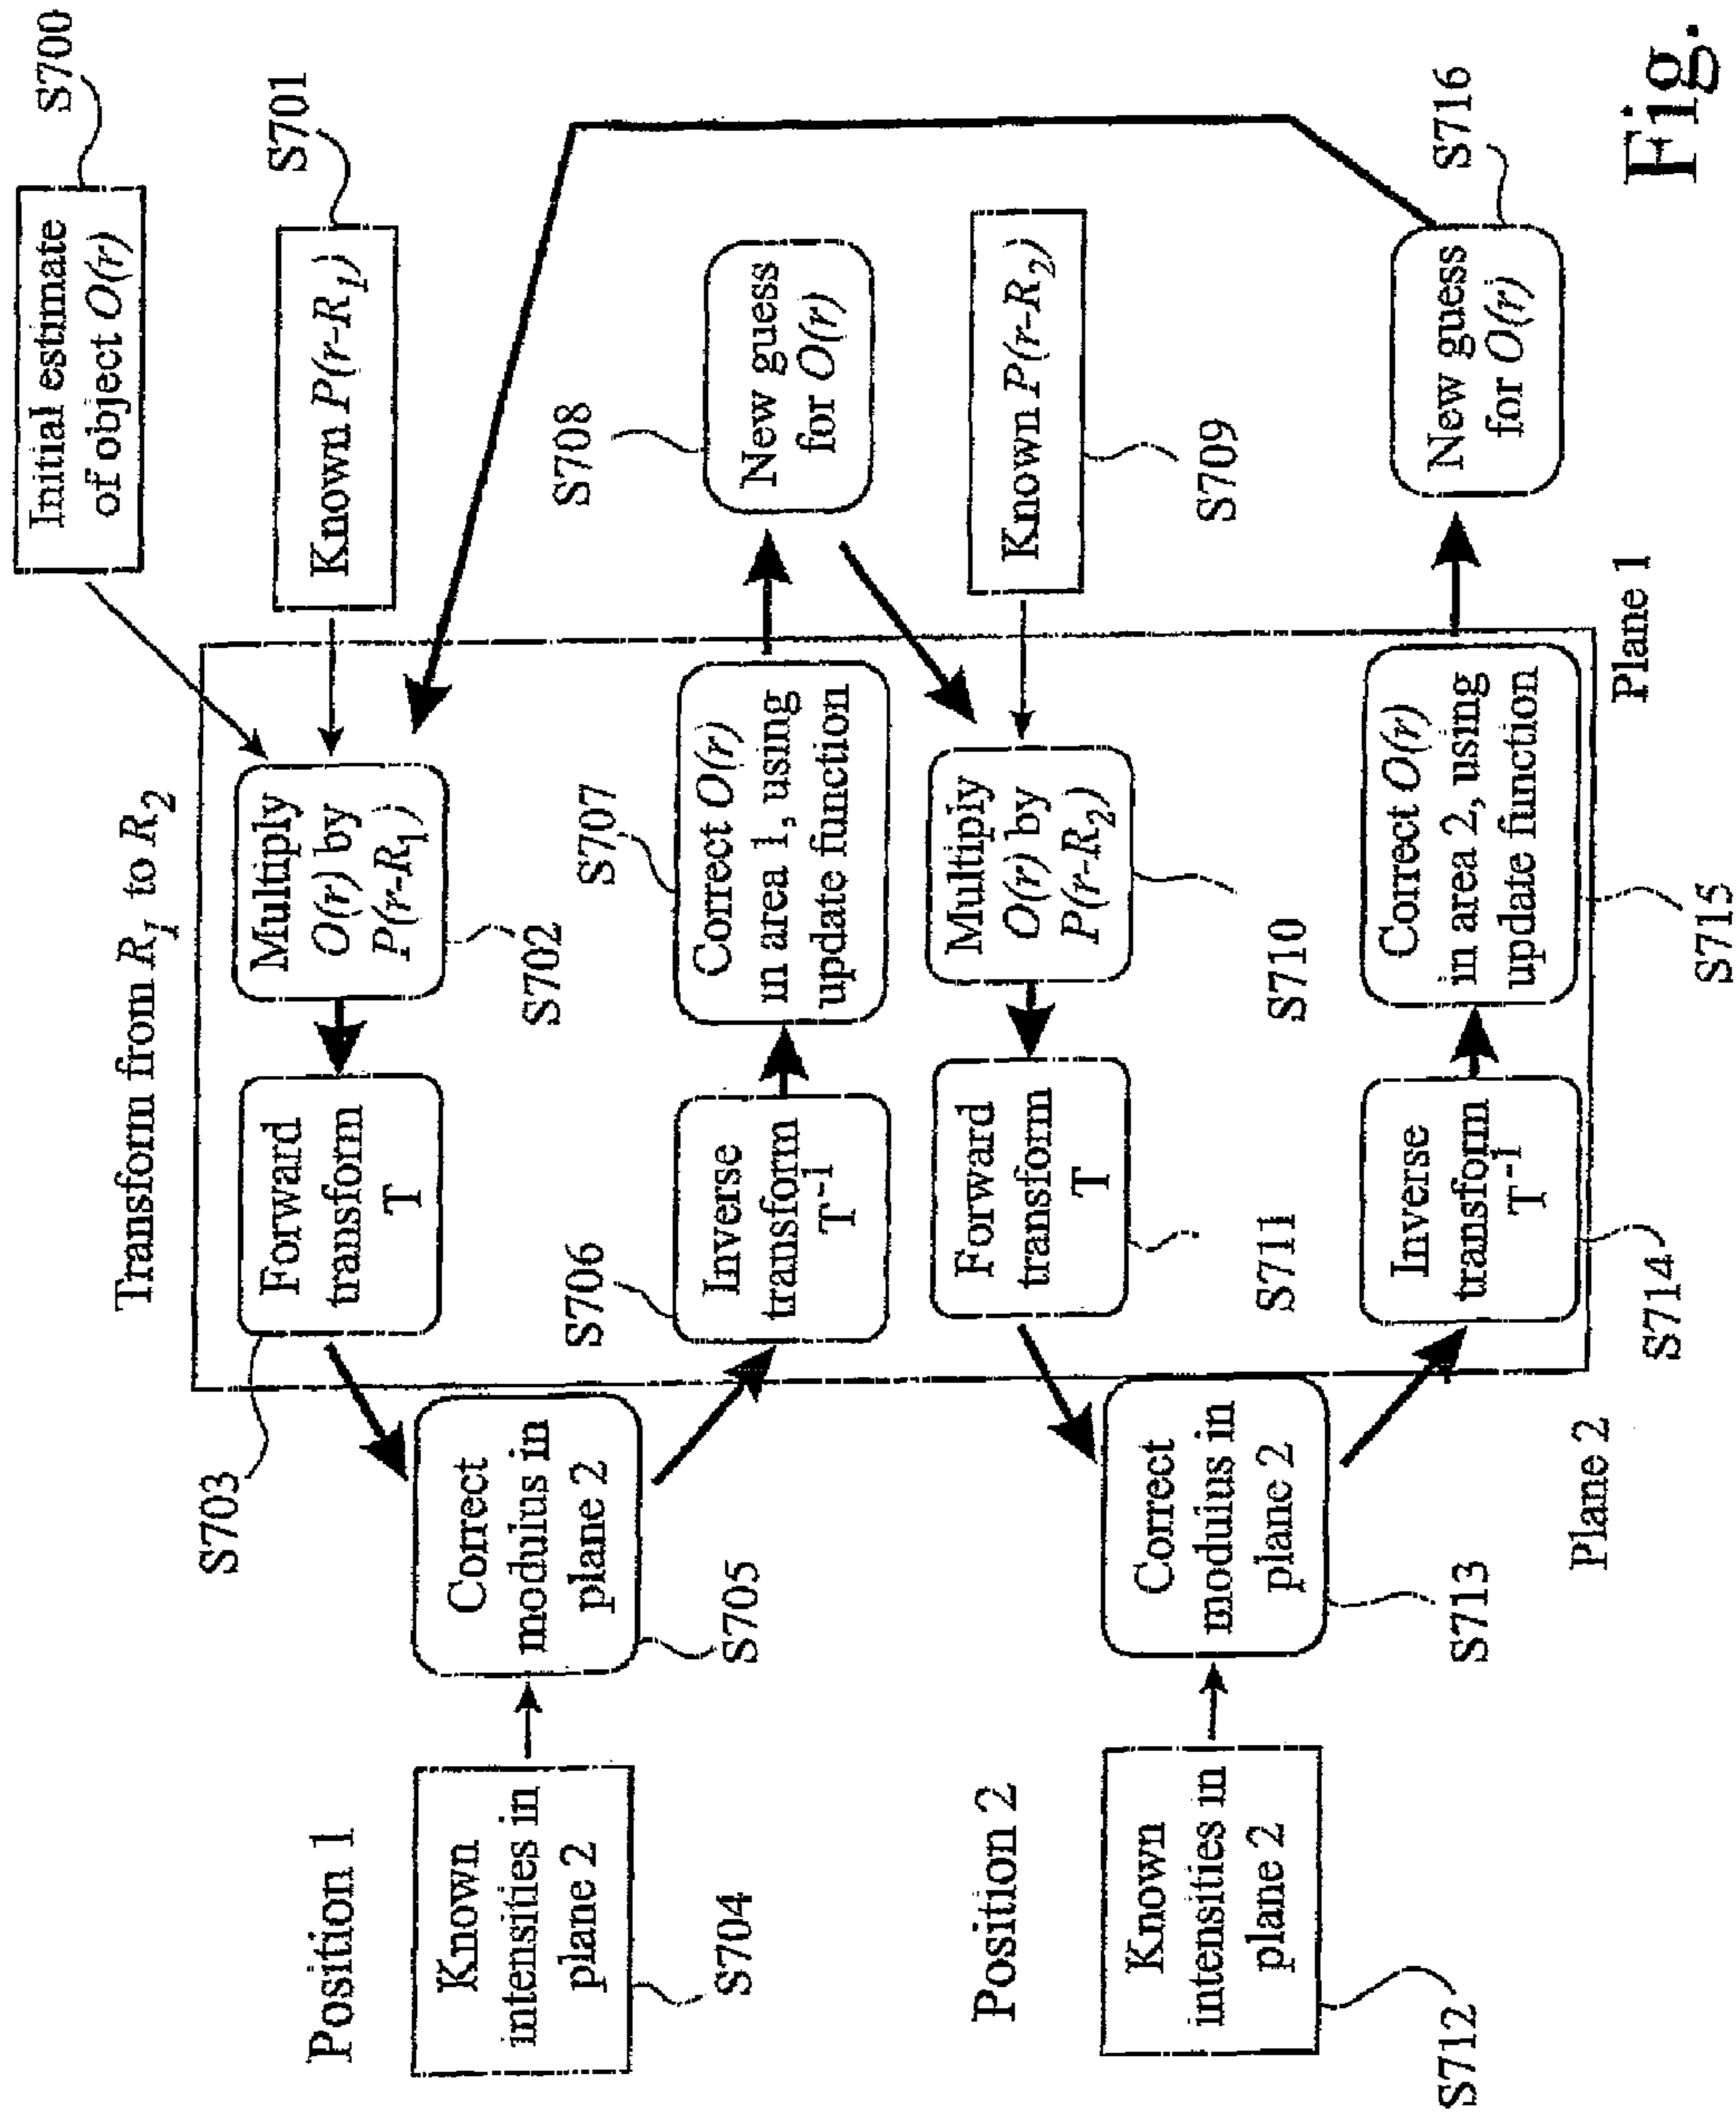 Transform from R1 to R2
Initial estimate
of object O(r)
S700
Known P(r-R1)
S701
Position 1
Known
intensities in
plane 2
S704
Correct
modulus in
plane 2
S705
S703
Forward
transform
T
Multiply
O(r) by
P(r-R1)
S702
S706
Inverse
transform
T-1
S707
Correct O(r)
in area 1, using
update function
S708
New guess
for O(r)
Position 2
Known
intensities in
plane 2
S712
Correct
modulus in
plane 2
S713
Forward
transform
T
S711
Multiply
O(r) by
P(r-R2)
S710
Known P(r-R2)
S709
Inverse
transform
T-1
S714
Correct O(r)
in area 2, using
update function
S715
New guess
for O(r)
S716
Plane 2
Plane 1
Fig.